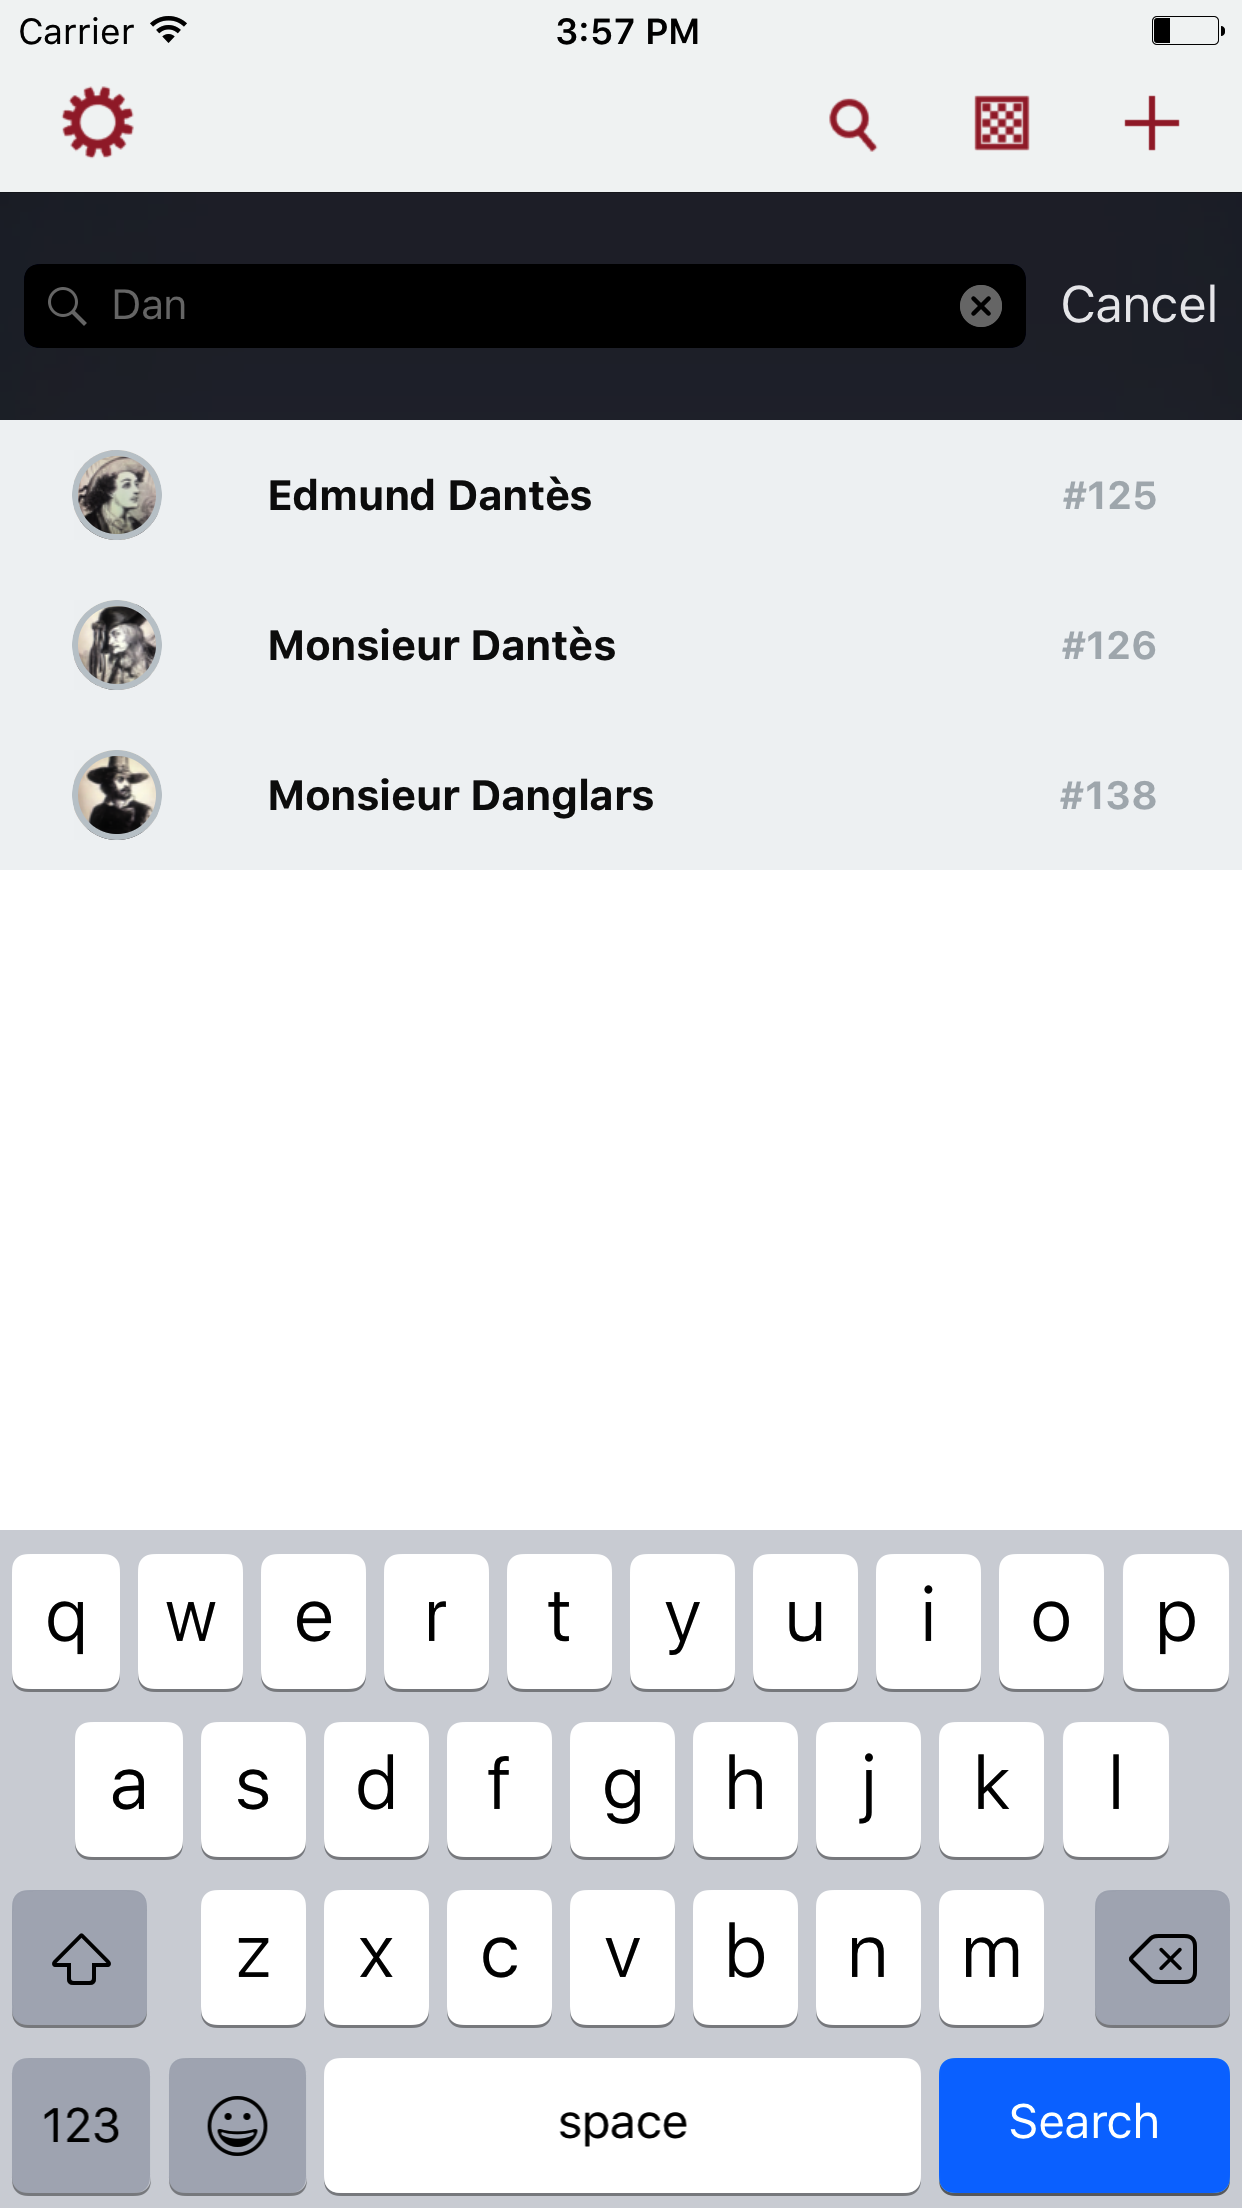 Carrier 3:57 PM
Dan Cancel
Edmund Dantès #125
Monsieur Dantès #126
Monsieur Danglars #138
q w e r t y u i o p
a s d f g h j k l
z x c v b n m
123 space Search